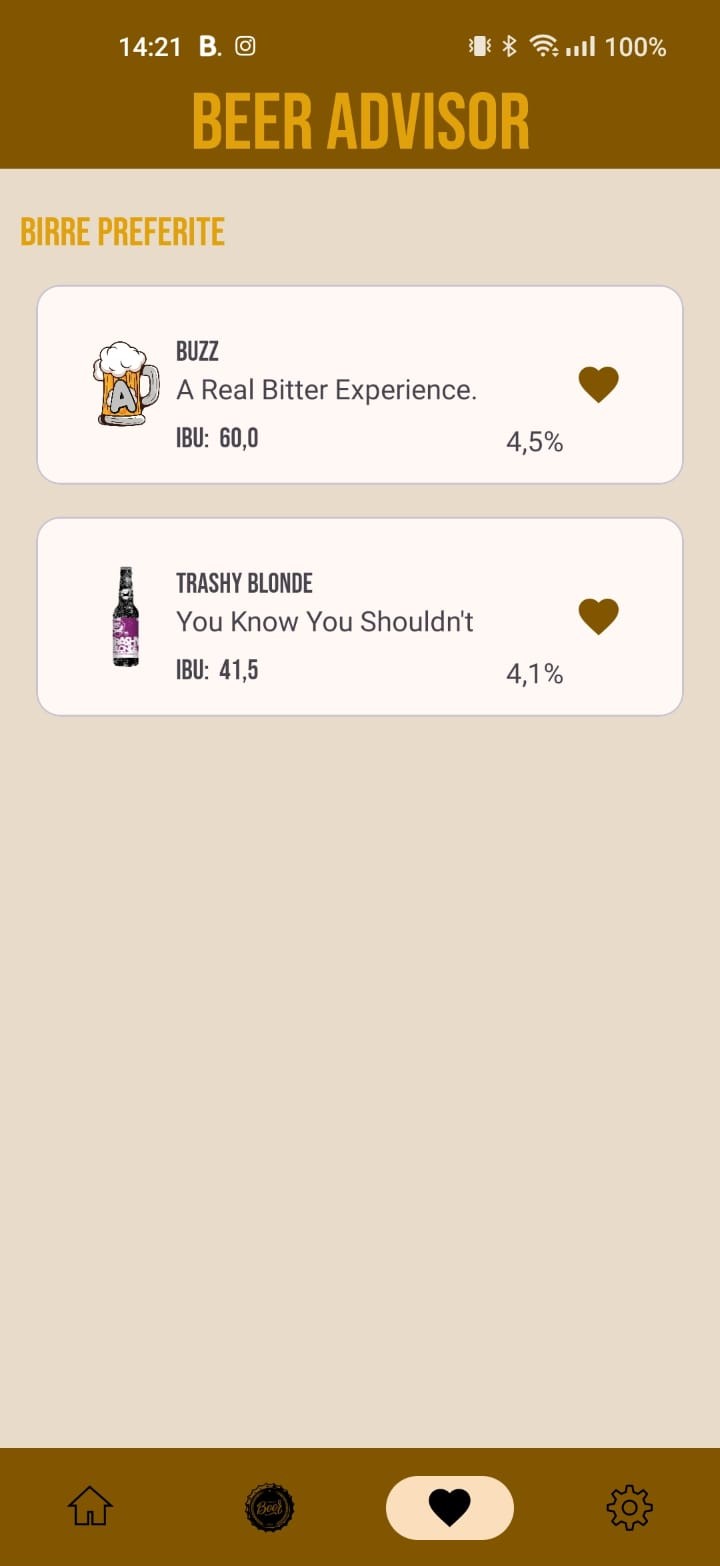 14:21 B. 100%
BEER ADVISOR
BIRRE PREFERITE
BUZZ
A Real Bitter Experience.
IBU: 60,0
4,5%
A
TRASHY BLONDE
You Know You Shouldn't
IBU: 41,5
4,1%
Beer